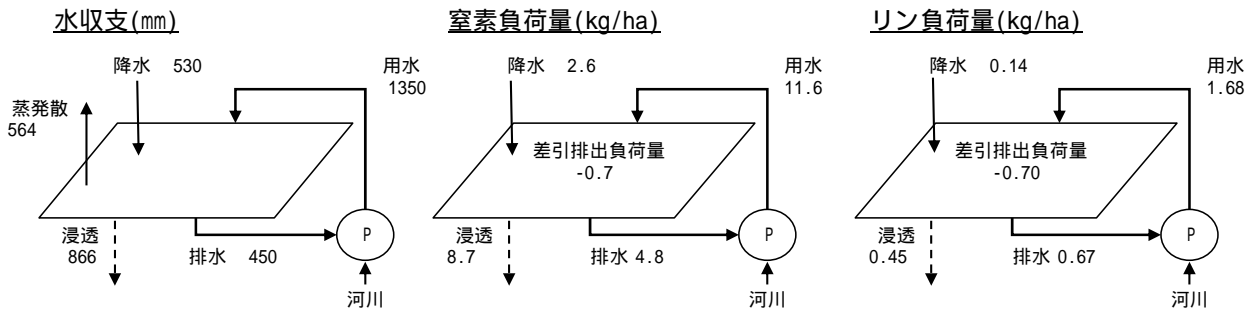 水収支(㎜)
降水 530
用水
1350
蒸発散
564
浸透
866
排水 450
P
河川
窒素負荷量(kg/ha)
降水 2.6
用水
11.6
差引排出負荷量
-0.7
浸透
8.7
排水 4.8
P
河川
リン負荷量(kg/ha)
降水 0.14
用水
1.68
差引排出負荷量
-0.70
浸透
0.45
排水 0.67
P
河川